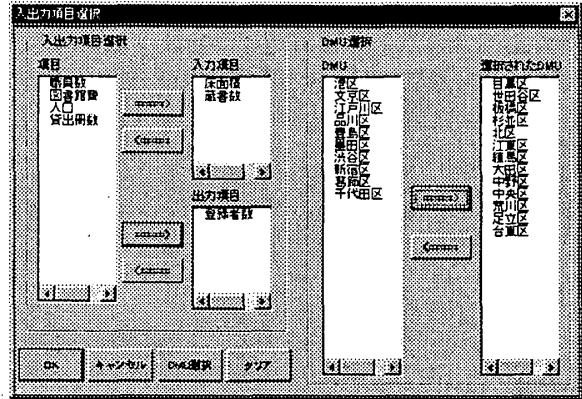 入出力項目選択
入出力項目選択
項目
職員数
図書館費
人口
貸出冊数
入力項目
床面積
蔵書数
出力項目
登録者数
DMU選択
DMU
港区
文京区
江戸川区
品川区
豊島区
墨田区
渋谷区
新宿区
葛飾区
千代田区
選択されたDMU
目黒区
世田谷区
板橋区
杉並区
北区
江東区
練馬区
大田区
中野区
中央区
荒川区
足立区
台東区
OK
キャンセル
DMU選択
クリア